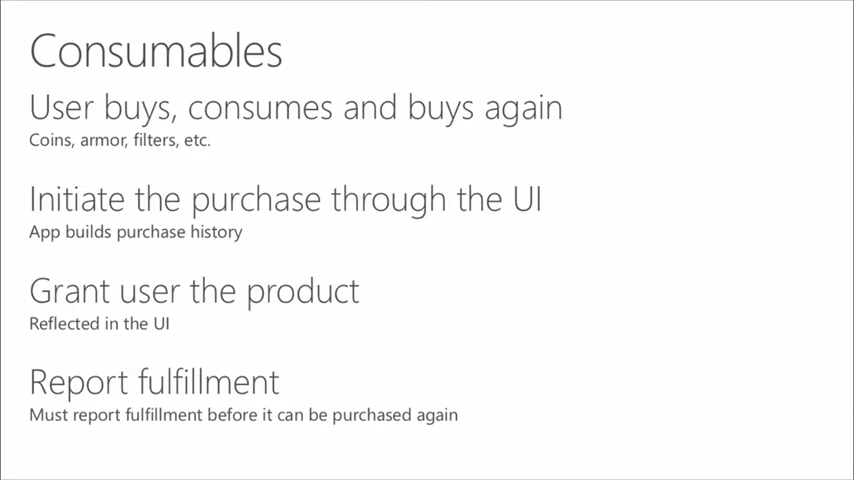 Consumables
User buys, consumes and buys again
Coins, armor, filters, etc.
Initiate the purchase through the UI
App builds purchase history
Grant user the product
Reflected in the UI
Report fulfillment
Must report fulfillment before it can be purchased again